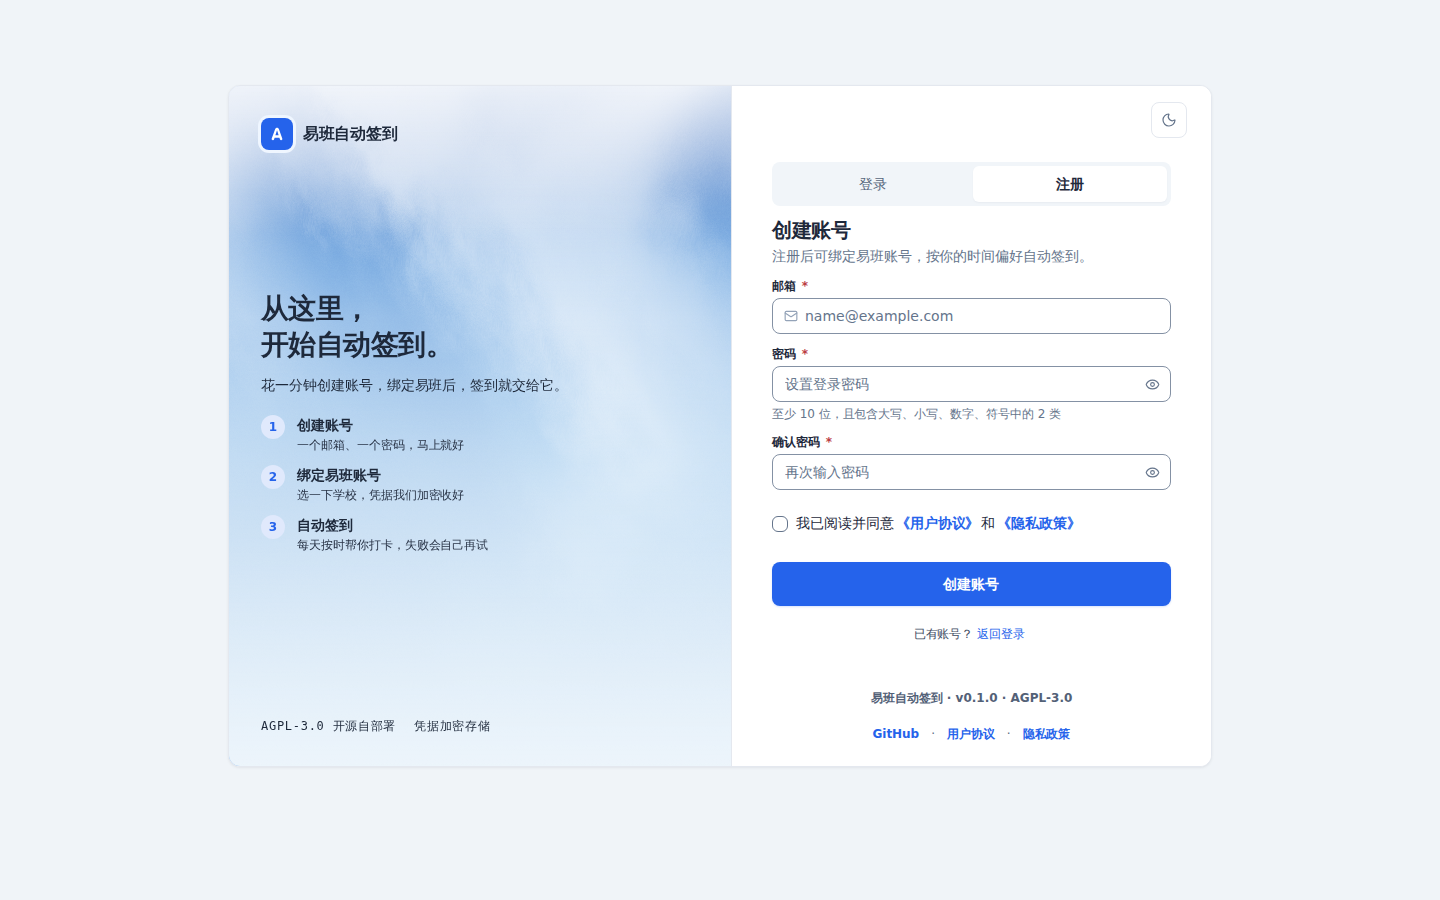 A 易班自动签到
从这里，
开始自动签到。
花一分钟创建账号，绑定易班后，签到就交给它。
1 创建账号
一个邮箱、一个密码，马上就好
2 绑定易班账号
选一下学校，凭据我们加密收好
3 自动签到
每天按时帮你打卡，失败会自己再试
AGPL-3.0 开源自部署 凭据加密存储
登录 注册
创建账号
注册后可绑定易班账号，按你的时间偏好自动签到。
邮箱 *
name@example.com
密码 *
设置登录密码
至少 10 位，且包含大写、小写、数字、符号中的 2 类
确认密码 *
再次输入密码
我已阅读并同意《用户协议》和《隐私政策》
创建账号
已有账号？ 返回登录
易班自动签到 · v0.1.0 · AGPL-3.0
GitHub · 用户协议 · 隐私政策